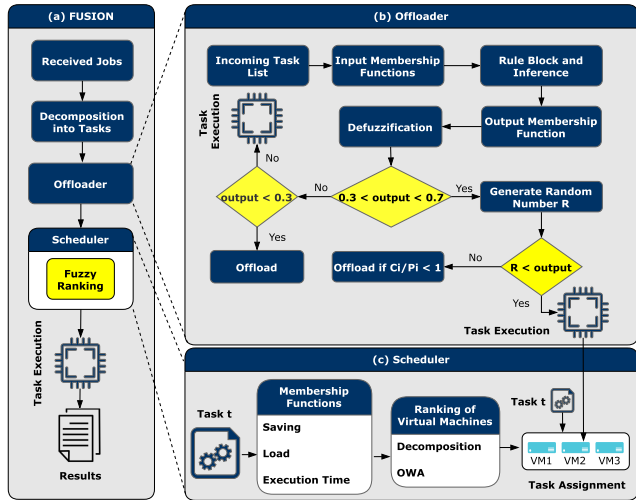 (a) FUSION
Received Jobs
Decomposition
into Tasks
Offloader
Scheduler
Fuzzy
Ranking
Task Execution
Results
(b) Offloader
Incoming Task
List
Input Membership
Functions
Rule Block and
Inference
Task
Execution
Defuzzification
Output Membership
Function
No
output < 0.3
No
0.3 < output < 0.7
Yes
Generate Random
Number R
Yes
Offload
Offload if Ci/Pi < 1
No
R < output
Yes
Task Execution
(c) Scheduler
Task t
Membership
Functions
Saving
Load
Execution Time
Ranking of
Virtual Machines
Decomposition
OWA
Task t
VM1
VM2
VM3
Task Assignment